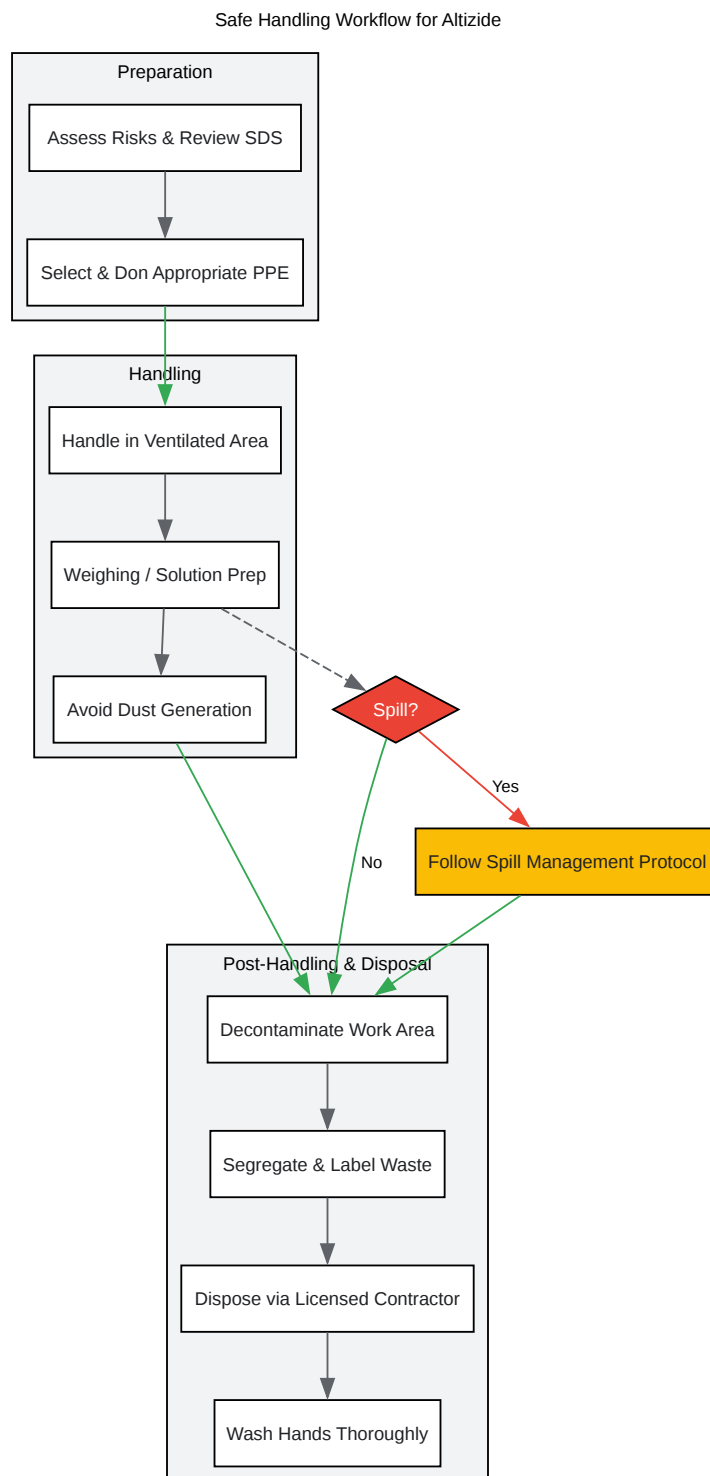 Safe Handling Workflow for Altizide
Preparation
Assess Risks & Review SDS
Select & Don Appropriate PPE
Handling
Handle in Ventilated Area
Weighing / Solution Prep
Avoid Dust Generation
Spill?
Yes
No
Follow Spill Management Protocol
Post-Handling & Disposal
Decontaminate Work Area
Segregate & Label Waste
Dispose via Licensed Contractor
Wash Hands Thoroughly